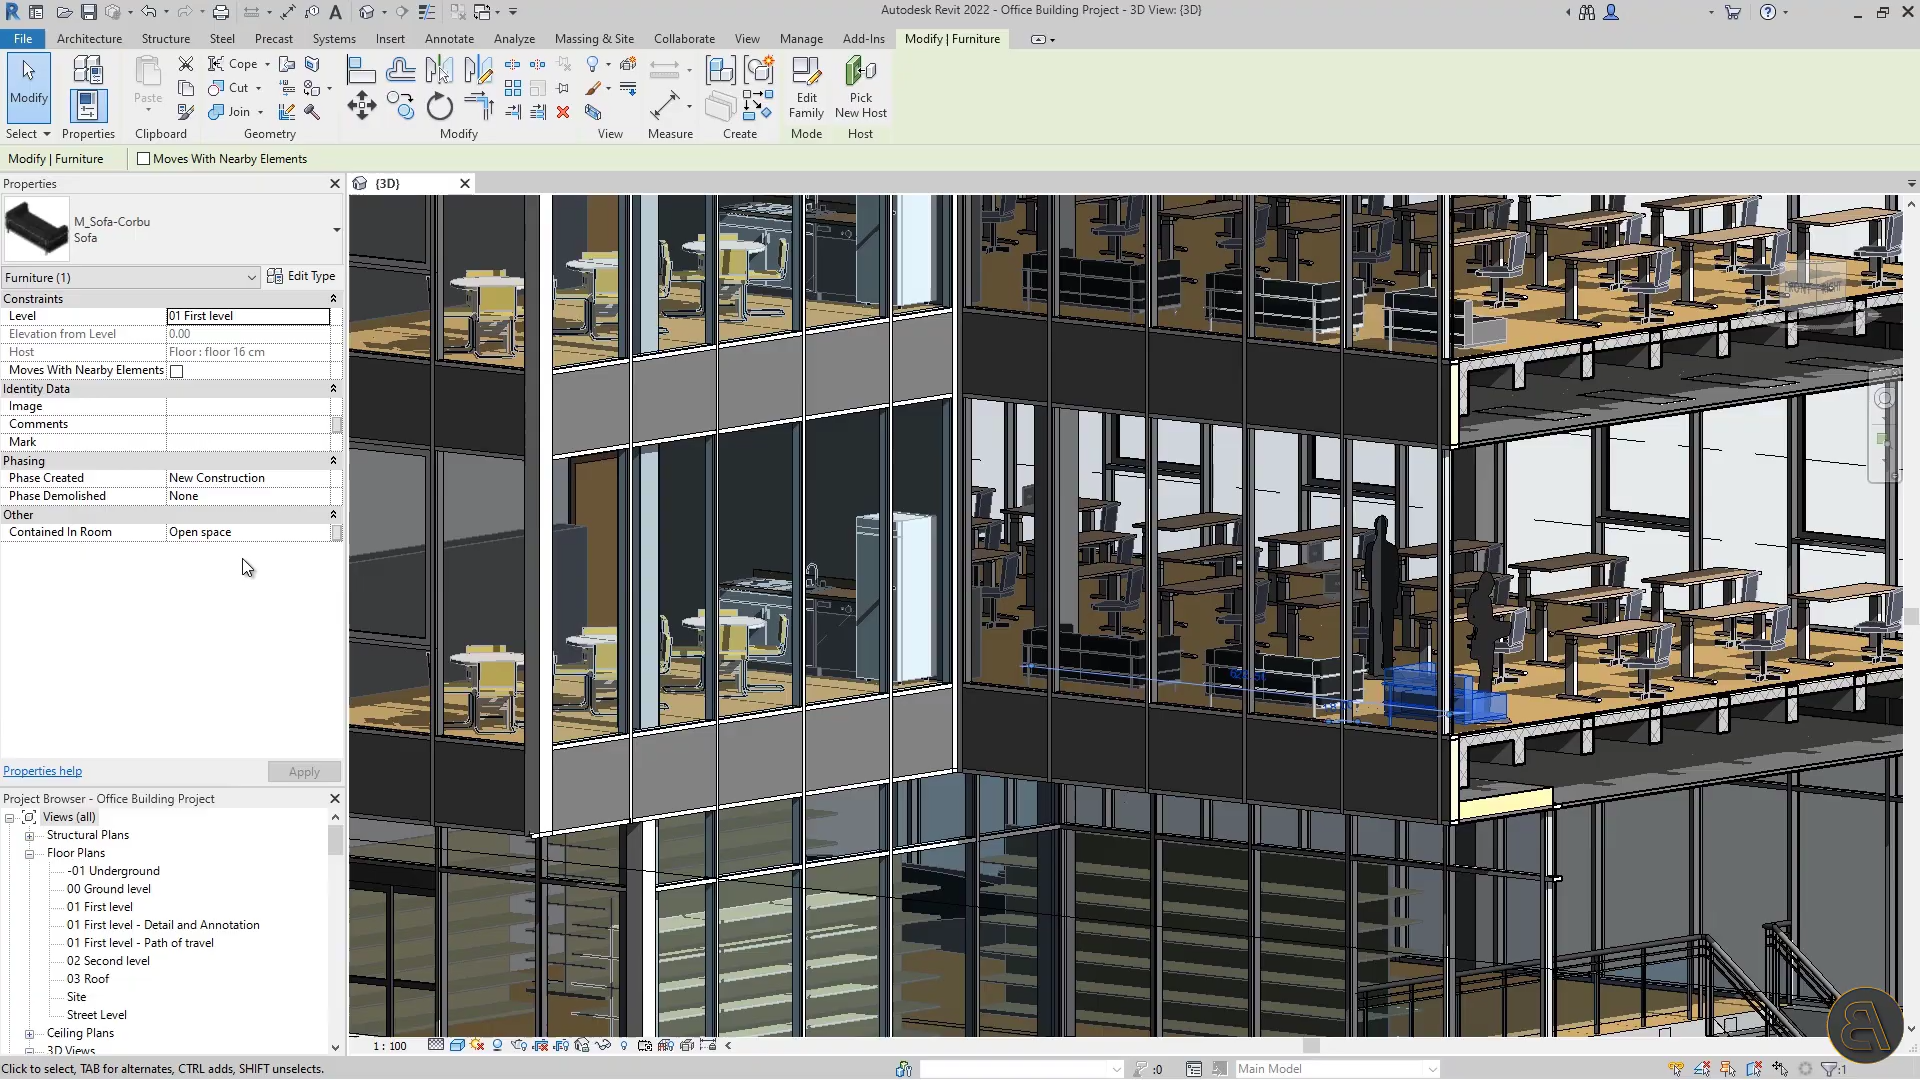 Autodesk Revit 2022 - Office Building Project - 3D View: {3D}
File Architecture Structure Steel Precast Systems Insert Annotate Analyze Massing & Site Collaborate View Manage Add-Ins Modify | Furniture
Modify
Paste
Cope
Cut
Join
Edit
Family
Pick
New Host
Select Properties Clipboard Geometry Modify View Measure Create Mode Host
Modify | Furniture
Moves With Nearby Elements
Properties
{3D}
M_Sofa-Corbu
Sofa
Furniture (1)
Edit Type
Constraints
Level 01 First level
Elevation from Level 0.00
Host Floor : floor 16 cm
Moves With Nearby Elements
Identity Data
Image
Comments
Mark
Phasing
Phase Created New Construction
Phase Demolished None
Other
Contained In Room Open space
Properties help
Apply
Project Browser - Office Building Project
Views (all)
Structural Plans
Floor Plans
-01 Underground
00 Ground level
01 First level
01 First level - Detail and Annotation
01 First level - Path of travel
02 Second level
03 Roof
Site
Street Level
Ceiling Plans
3D Views
1 : 100
Click to select, TAB for alternates, CTRL adds, SHIFT unselects.
:0
Main Model
:1